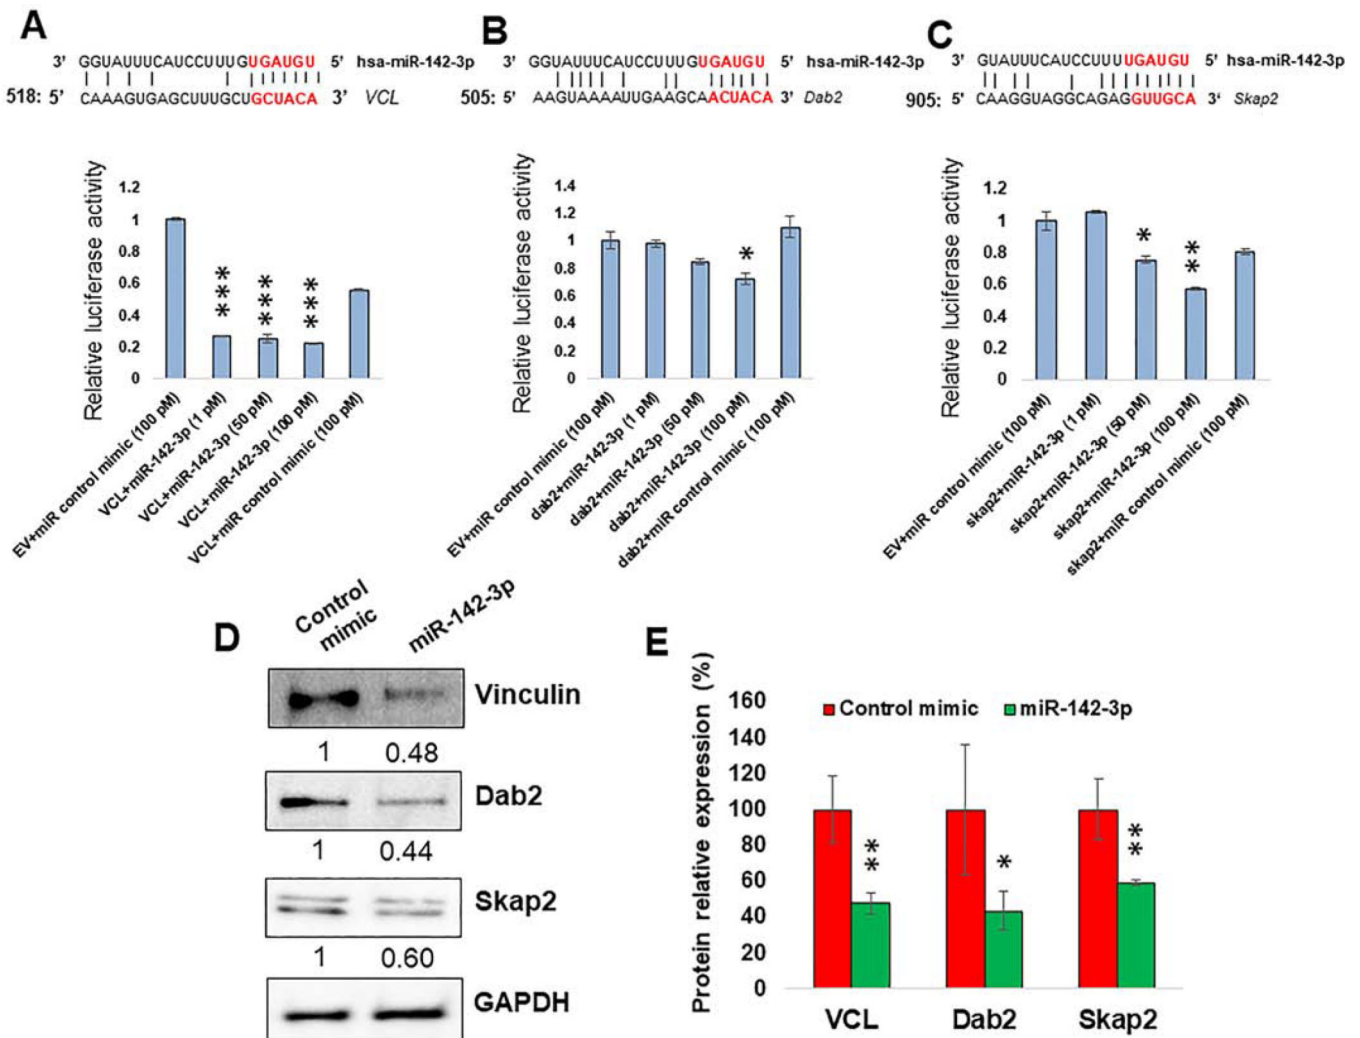 A
3' GGUAUUUCAUCCUUUGUGAUGU 5' hsa-miR-142-3p
518: 5' CAAAGUGAGCUUUGCUGCUACA 3' VCL
Relative luciferase activity
1.2
1
0.8
0.6
0.4
0.2
0
***
***
***
EV+miR control mimic (100 pM)
VCL+miR-142-3p (1 pM)
VCL+miR-142-3p (50 pM)
VCL+miR-142-3p (100 pM)
VCL+miR control mimic (100 pM)
B
3' GGUAUUUCAUCCUUUGUGAUGU 5' hsa-miR-142-3p
505: 5' AAGUAAAAUUGAAGCAACUACA 3' Dab2
Relative luciferase activity
1.4
1.2
1
0.8
0.6
0.4
0.2
0
*
EV+miR control mimic (100 pM)
dab2+miR-142-3p (1 pM)
dab2+miR-142-3p (50 pM)
dab2+miR-142-3p (100 pM)
dab2+miR control mimic (100 pM)
C
3' GUAUUUCAUCCUUUUGAUGU 5' hsa-miR-142-3p
905: 5' CAAGGUAGGCAGAGGUUGCA 3' Skap2
Relative luciferase activity
1.2
1
0.8
0.6
0.4
0.2
0
*
**
EV+miR control mimic (100 pM)
skap2+miR-142-3p (1 pM)
skap2+miR-142-3p (50 pM)
skap2+miR-142-3p (100 pM)
skap2+miR control mimic (100 pM)
D
Control
mimic
miR-142-3p
Vinculin
1 0.48
Dab2
1 0.44
Skap2
1 0.60
GAPDH
E
Protein relative expression (%)
160
140
120
100
80
60
40
20
0
Control mimic miR-142-3p
**
*
**
VCL Dab2 Skap2